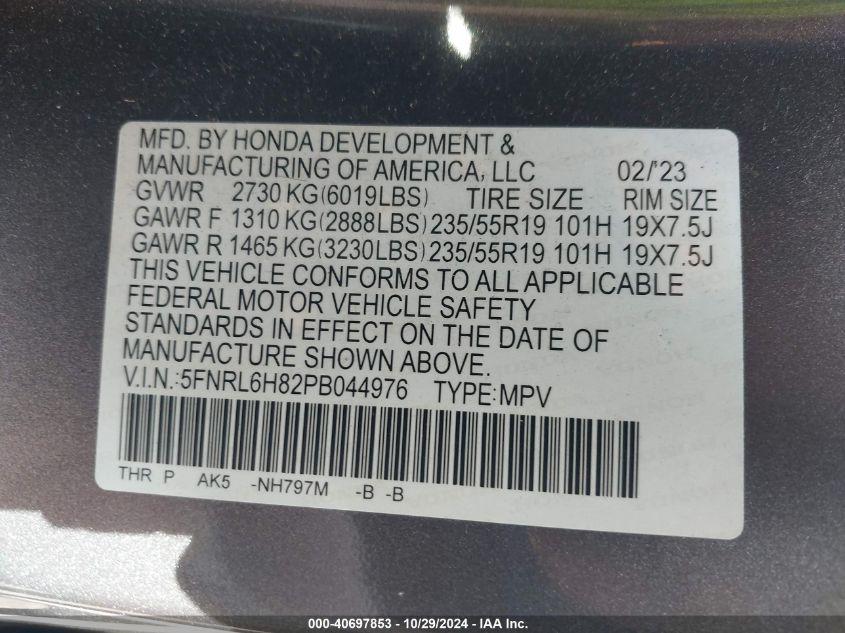 MFD. BY HONDA DEVELOPMENT &
MANUFACTURING OF AMERICA, LLC 02/'23
GVWR 2730 KG(6019LBS) TIRE SIZE RIM SIZE
GAWR F 1310 KG(2888LBS) 235/55R19 101H 19X7.5J
GAWR R 1465 KG(3230LBS) 235/55R19 101H 19X7.5J
THIS VEHICLE CONFORMS TO ALL APPLICABLE
FEDERAL MOTOR VEHICLE SAFETY
STANDARDS IN EFFECT ON THE DATE OF
MANUFACTURE SHOWN ABOVE.
V.I.N.:5FNRL6H82PB044976 TYPE:MPV
THR P AK5 -NH797M -B -B
000-40697853 - 10/29/2024 - IAA Inc.